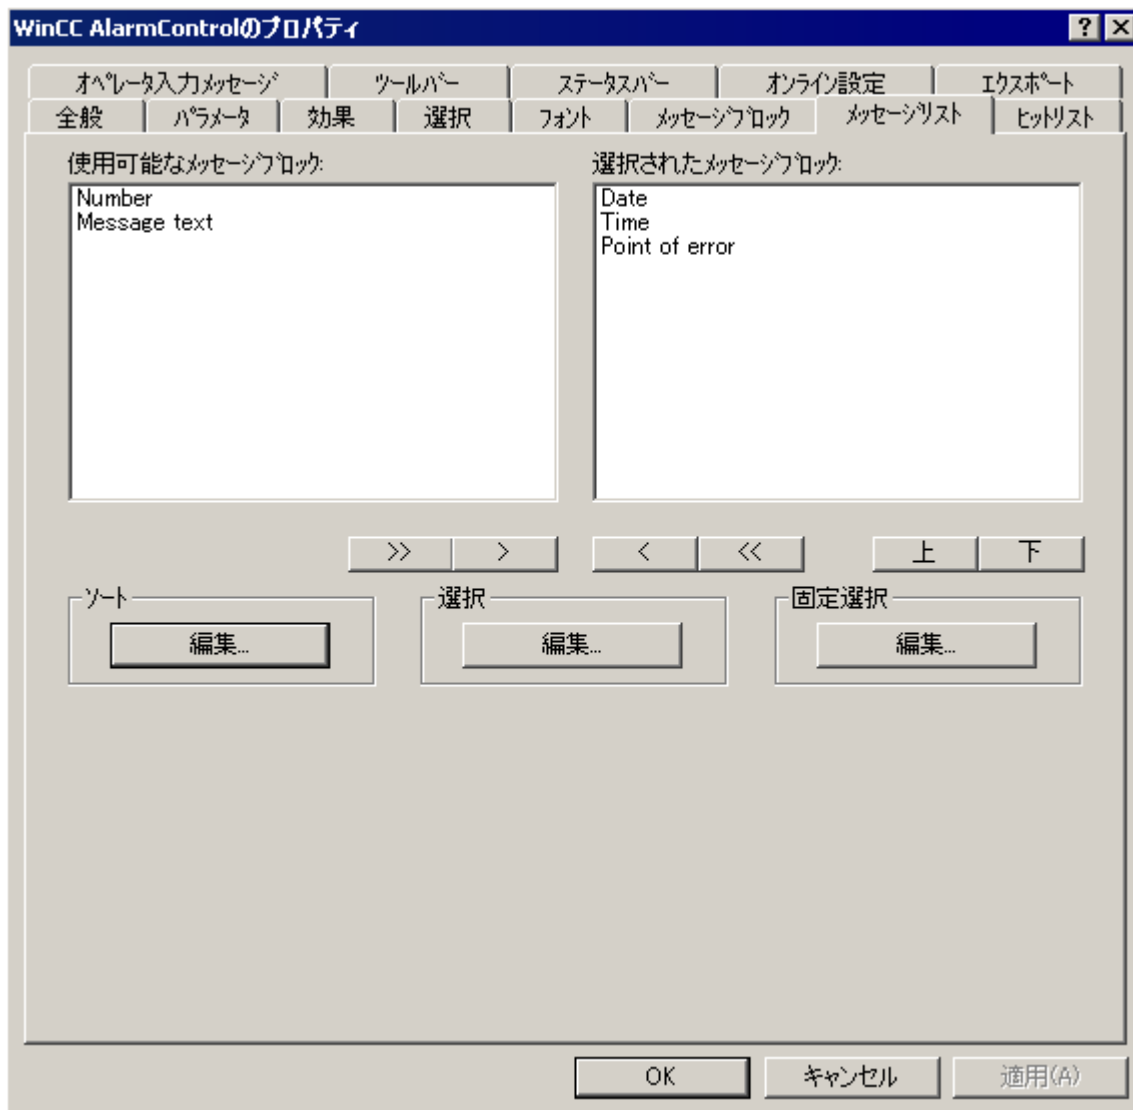 WinCC AlarmControlのプロパティ
オペレータ入力メッセージ ツールバー ステータスバー オンライン設定 エクスポート
全般 パラメータ 効果 選択 フォント メッセージブロック メッセージリスト ヒットリスト
使用可能なメッセージブロック: 選択されたメッセージブロック:
Number Date
Message text Time
Point of error
>> > < << 上 下
ソート 選択 固定選択
編集... 編集... 編集...
OK キャンセル 適用(A)